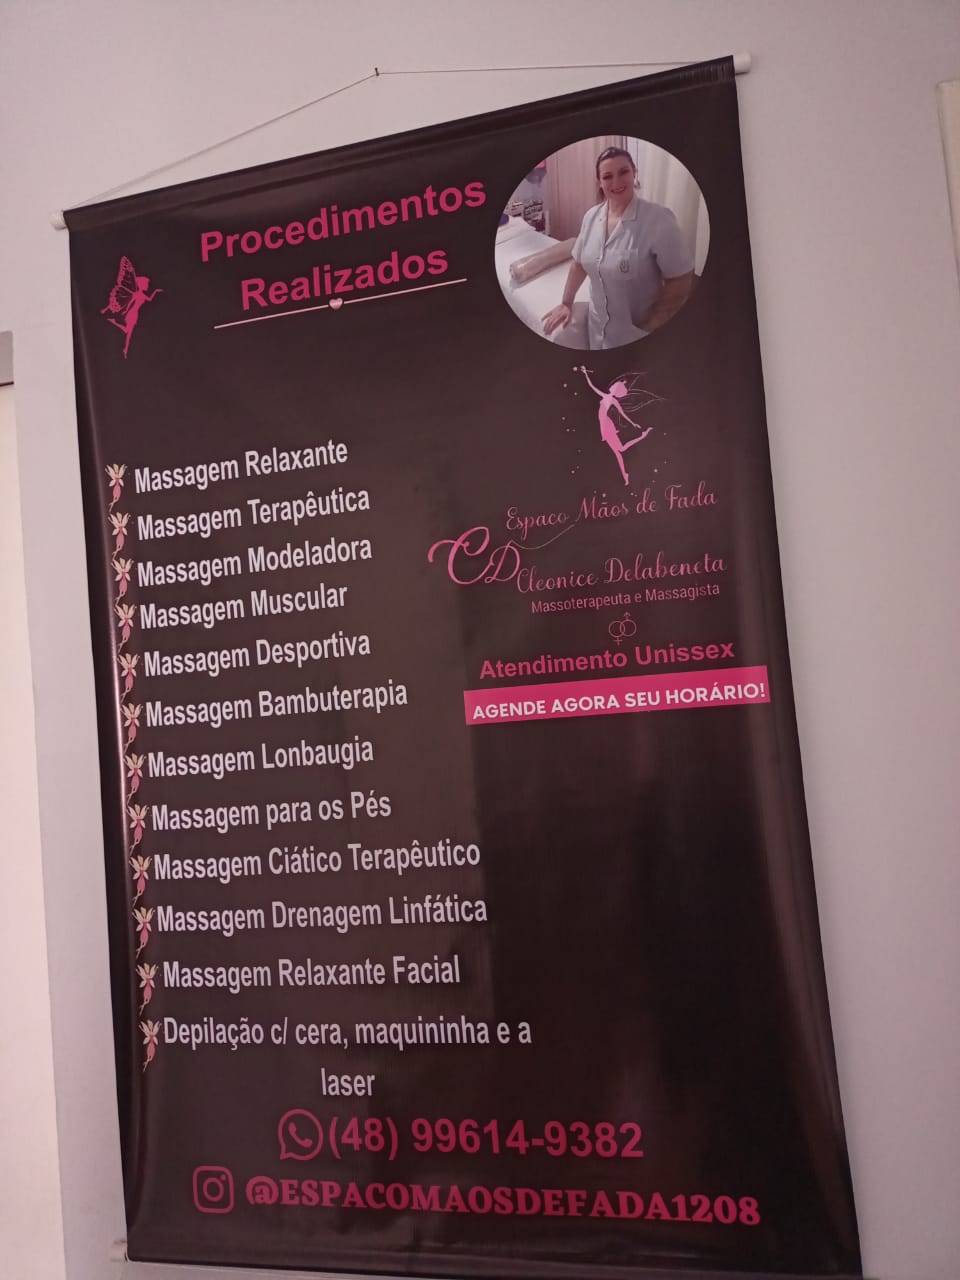 Procedimentos
Realizados
Espaco Mãos de Fada
CD
Cleonice Delabeneta
Massoterapeuta e Massagista
Atendimento Unissex
AGENDE AGORA SEU HORÁRIO!
Massagem Relaxante
Massagem Terapêutica
Massagem Modeladora
Massagem Muscular
Massagem Desportiva
Massagem Bambuterapia
Massagem Lonbaugia
Massagem para os Pés
Massagem Ciático Terapêutico
Massagem Drenagem Linfática
Massagem Relaxante Facial
Depilação c/ cera, maquininha e a
laser
(48) 99614-9382
@ESPACOMAOSDEFADA1208